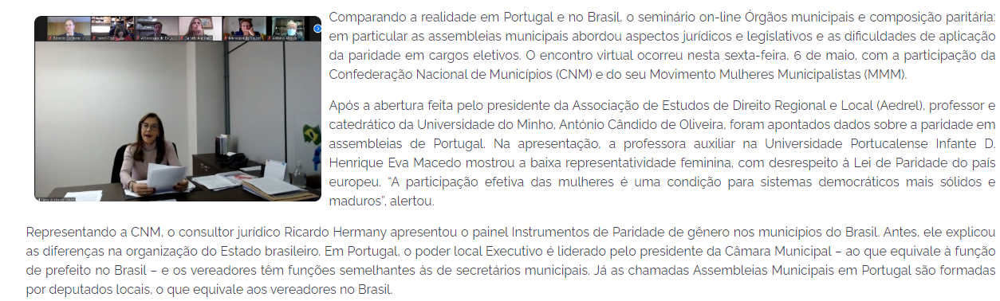 Comparando a realidade em Portugal e no Brasil, o seminário on-line Órgãos municipais e composição paritária:
em particular as assembleias municipais abordou aspectos jurídicos e legislativos e as dificuldades de aplicação
da paridade em cargos eletivos. O encontro virtual ocorreu nesta sexta-feira, 6 de maio, com a participação da
Confederação Nacional de Municípios (CNM) e do seu Movimento Mulheres Municipalistas (MMM).
Após a abertura feita pelo presidente da Associação de Estudos de Direito Regional e Local (Aedrel), professor e
catedrático da Universidade do Minho, António Cândido de Oliveira, foram apontados dados sobre a paridade em
assembleias de Portugal. Na apresentação, a professora auxiliar na Universidade Portucalense Infante D.
Henrique Eva Macedo mostrou a baixa representatividade feminina, com desrespeito à Lei de Paridade do país
europeu. “A participação efetiva das mulheres é uma condição para sistemas democráticos mais sólidos e
maduros”, alertou.
Representando a CNM, o consultor jurídico Ricardo Hermany apresentou o painel Instrumentos de Paridade de gênero nos municípios do Brasil. Antes, ele explicou
as diferenças na organização do Estado brasileiro. Em Portugal, o poder local Executivo é liderado pelo presidente da Câmara Municipal – ao que equivale à função
de prefeito no Brasil – e os vereadores têm funções semelhantes às de secretários municipais. Já as chamadas Assembleias Municipais em Portugal são formadas
por deputados locais, o que equivale aos vereadores no Brasil.